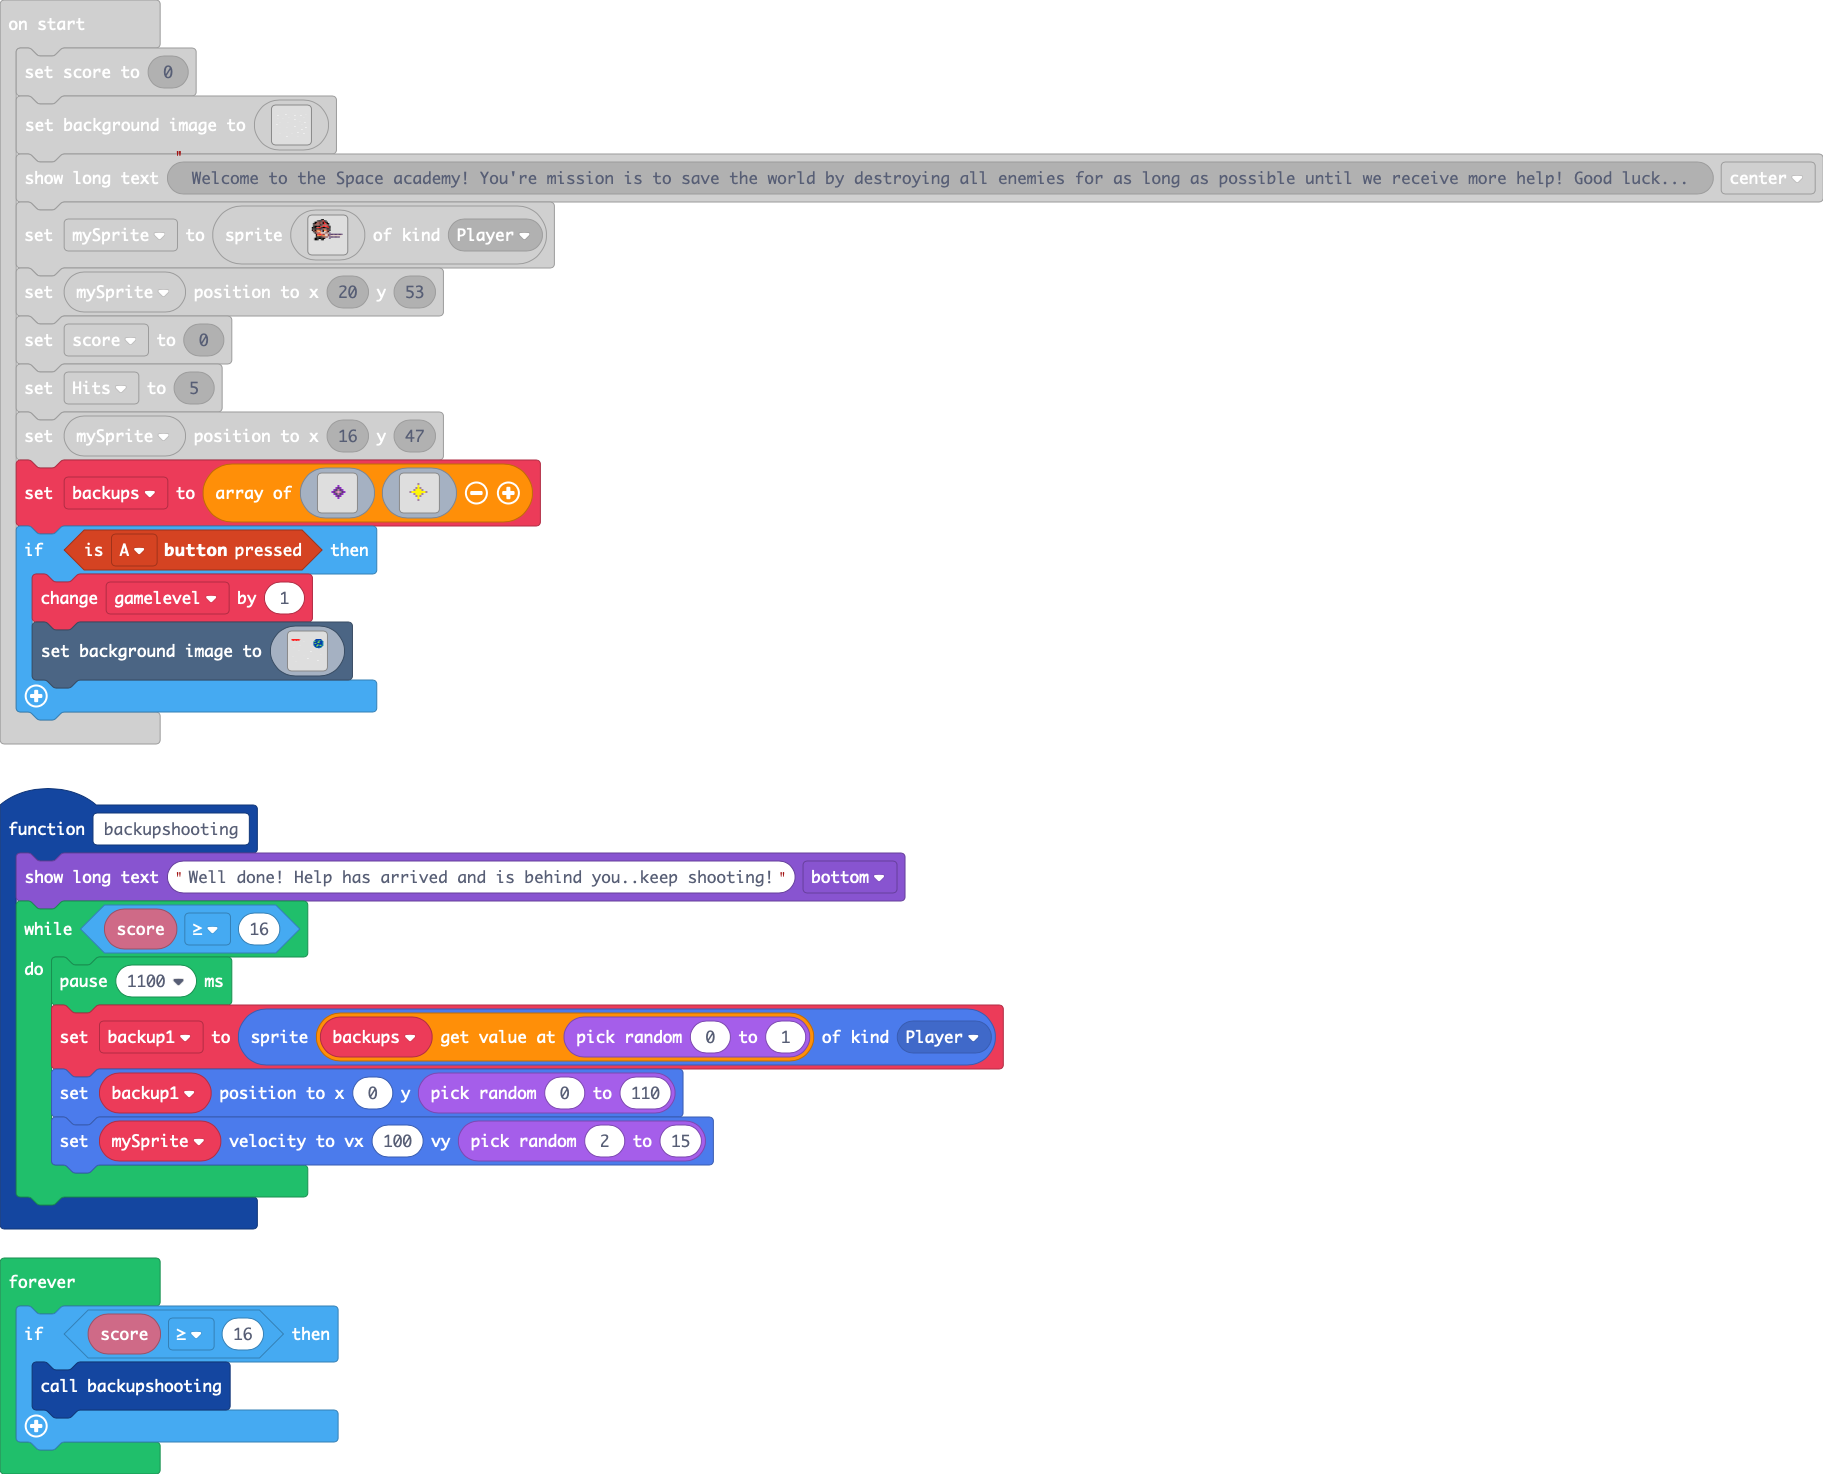 on start
set score to 0
set background image to
show long text " Welcome to the Space academy! You're mission is to save the world by destroying all enemies for as long as possible until we receive more help! Good luck... center
set mySprite to sprite of kind Player
set mySprite position to x 20 y 53
set score to 0
set Hits to 5
set mySprite position to x 16 y 47
set backups to array of
if is A button pressed then
change gamelevel by 1
set background image to
function backupshooting
show long text "Well done! Help has arrived and is behind you..keep shooting!" bottom
while score ≥ 16
do
pause 1100 ms
set backup1 to sprite backups get value at pick random 0 to 1 of kind Player
set backup1 position to x 0 y pick random 0 to 110
set mySprite velocity to vx 100 vy pick random 2 to 15
forever
if score ≥ 16 then
call backupshooting